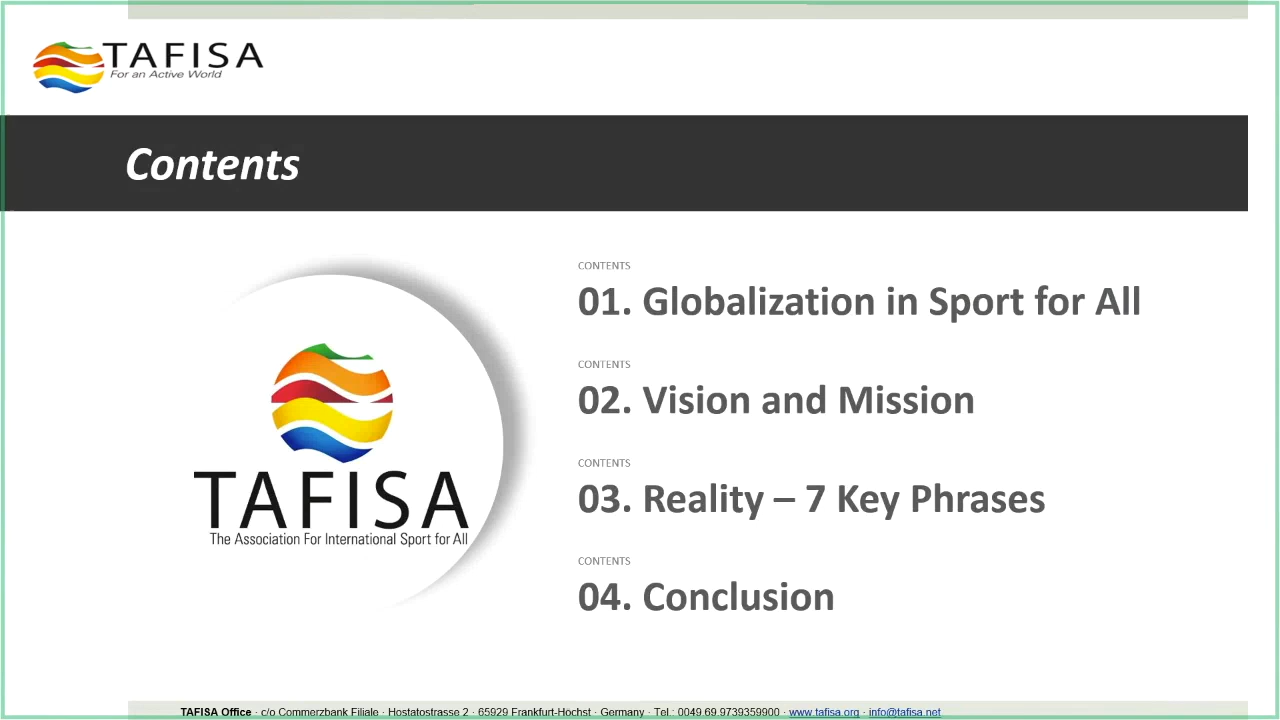 TAFISA
For an Active World
Contents
CONTENTS
01. Globalization in Sport for All
CONTENTS
02. Vision and Mission
CONTENTS
03. Reality – 7 Key Phrases
CONTENTS
04. Conclusion
TAFISA
The Association For International Sport for All
TAFISA Office · c/o Commerzbank Filiale · Hostatostrasse 2 · 65929 Frankfurt-Höchst · Germany · Tel.: 0049 69 9739359900 · www.tafisa.org · info@tafisa.net